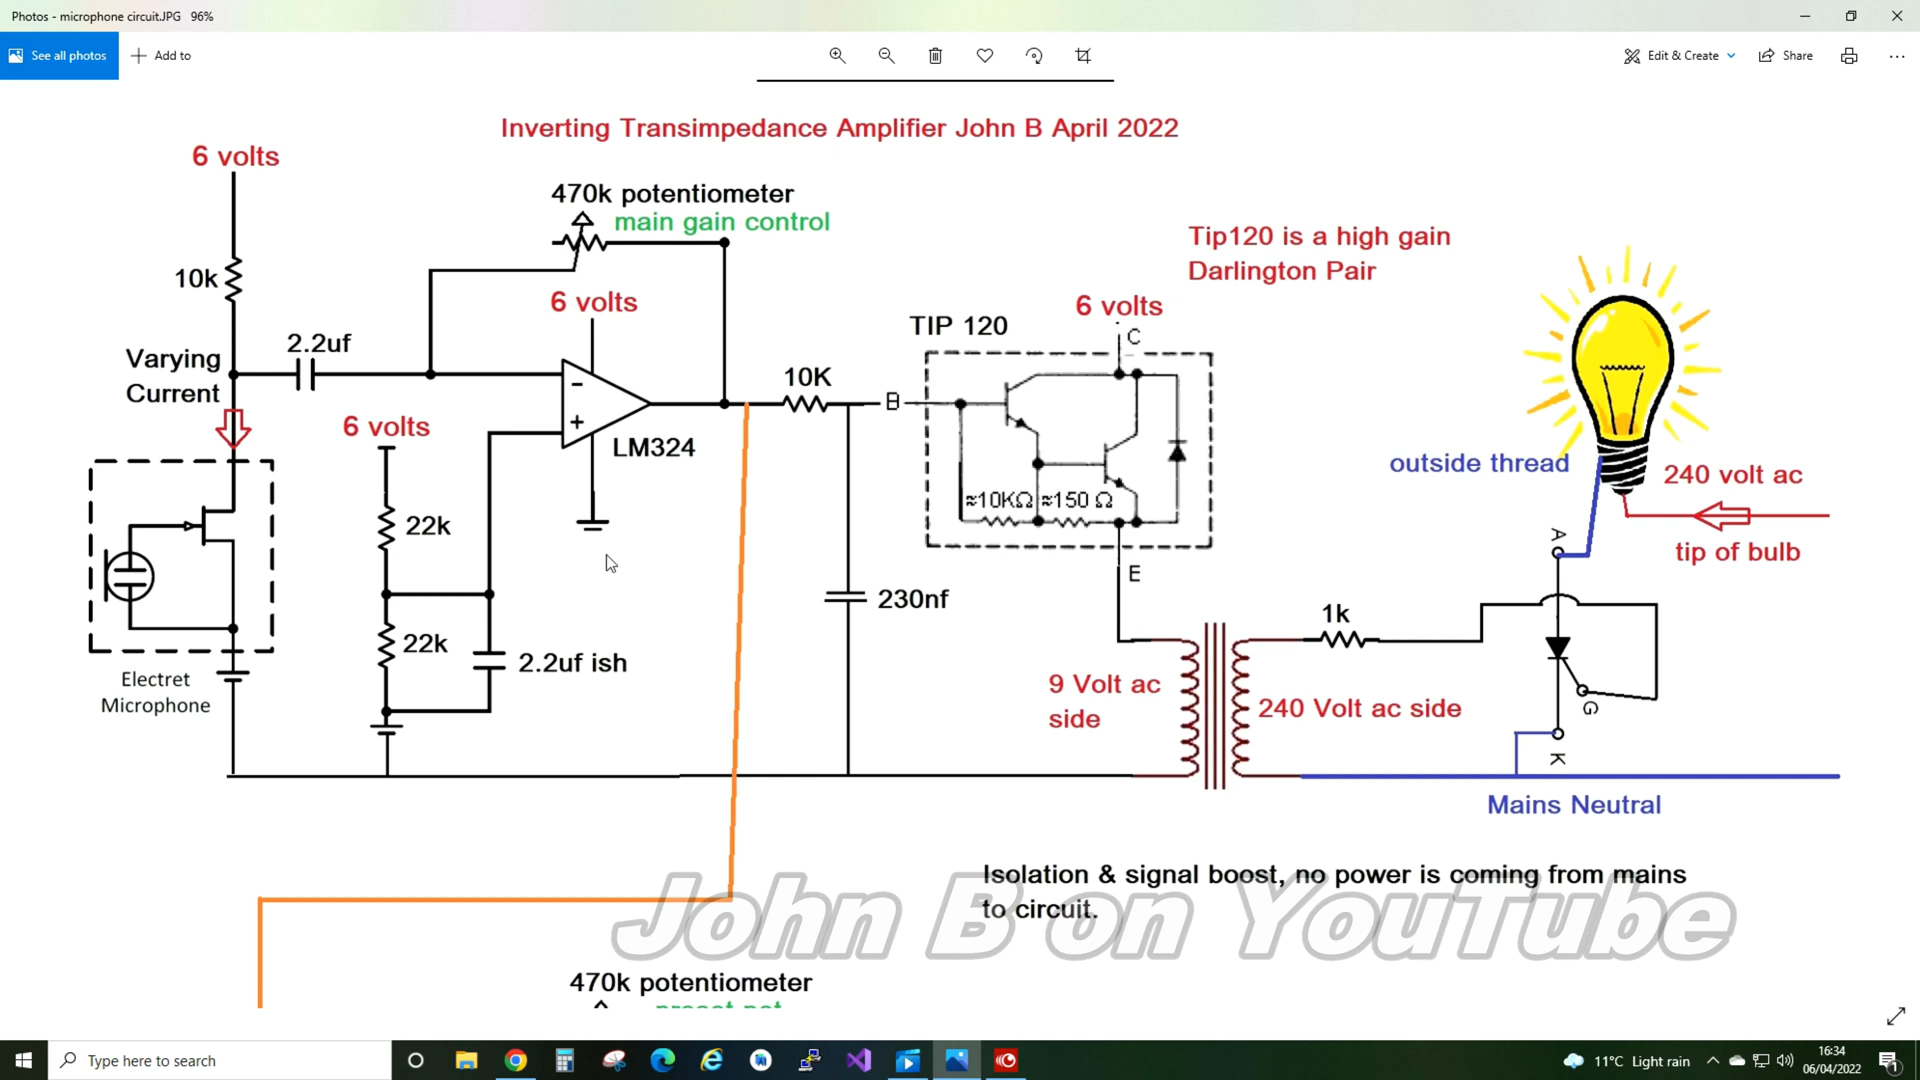 Photos - microphone circuit.JPG 96%
See all photos
Add to
Edit & Create
Share
Inverting Transimpedance Amplifier John B April 2022
6 volts
470k potentiometer
main gain control
10k
6 volts
Tip120 is a high gain
Darlington Pair
TIP 120
6 volts
C
2.2uf
Varying
Current
-
+
LM324
10K
B
6 volts
22k
≈10KΩ ≈150 Ω
E
outside thread
240 volt ac
tip of bulb
A
G
K
22k
2.2uf ish
230nf
1k
Electret
Microphone
9 Volt ac
side
240 Volt ac side
Mains Neutral
Isolation & signal boost, no power is coming from mains
to circuit.
John B on YouTube
470k potentiometer
preset pot
Type here to search
11°C Light rain
16:34
06/04/2022
1